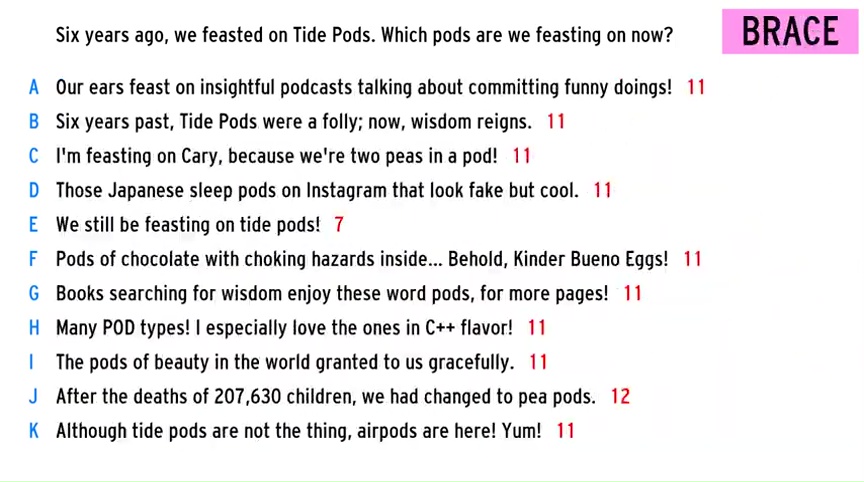 Six years ago, we feasted on Tide Pods. Which pods are we feasting on now?
BRACE
A Our ears feast on insightful podcasts talking about committing funny doings! 11
B Six years past, Tide Pods were a folly; now, wisdom reigns. 11
C I'm feasting on Cary, because we're two peas in a pod! 11
D Those Japanese sleep pods on Instagram that look fake but cool. 11
E We still be feasting on tide pods! 7
F Pods of chocolate with choking hazards inside... Behold, Kinder Bueno Eggs! 11
G Books searching for wisdom enjoy these word pods, for more pages! 11
H Many POD types! I especially love the ones in C++ flavor! 11
I The pods of beauty in the world granted to us gracefully. 11
J After the deaths of 207,630 children, we had changed to pea pods. 12
K Although tide pods are not the thing, airpods are here! Yum! 11